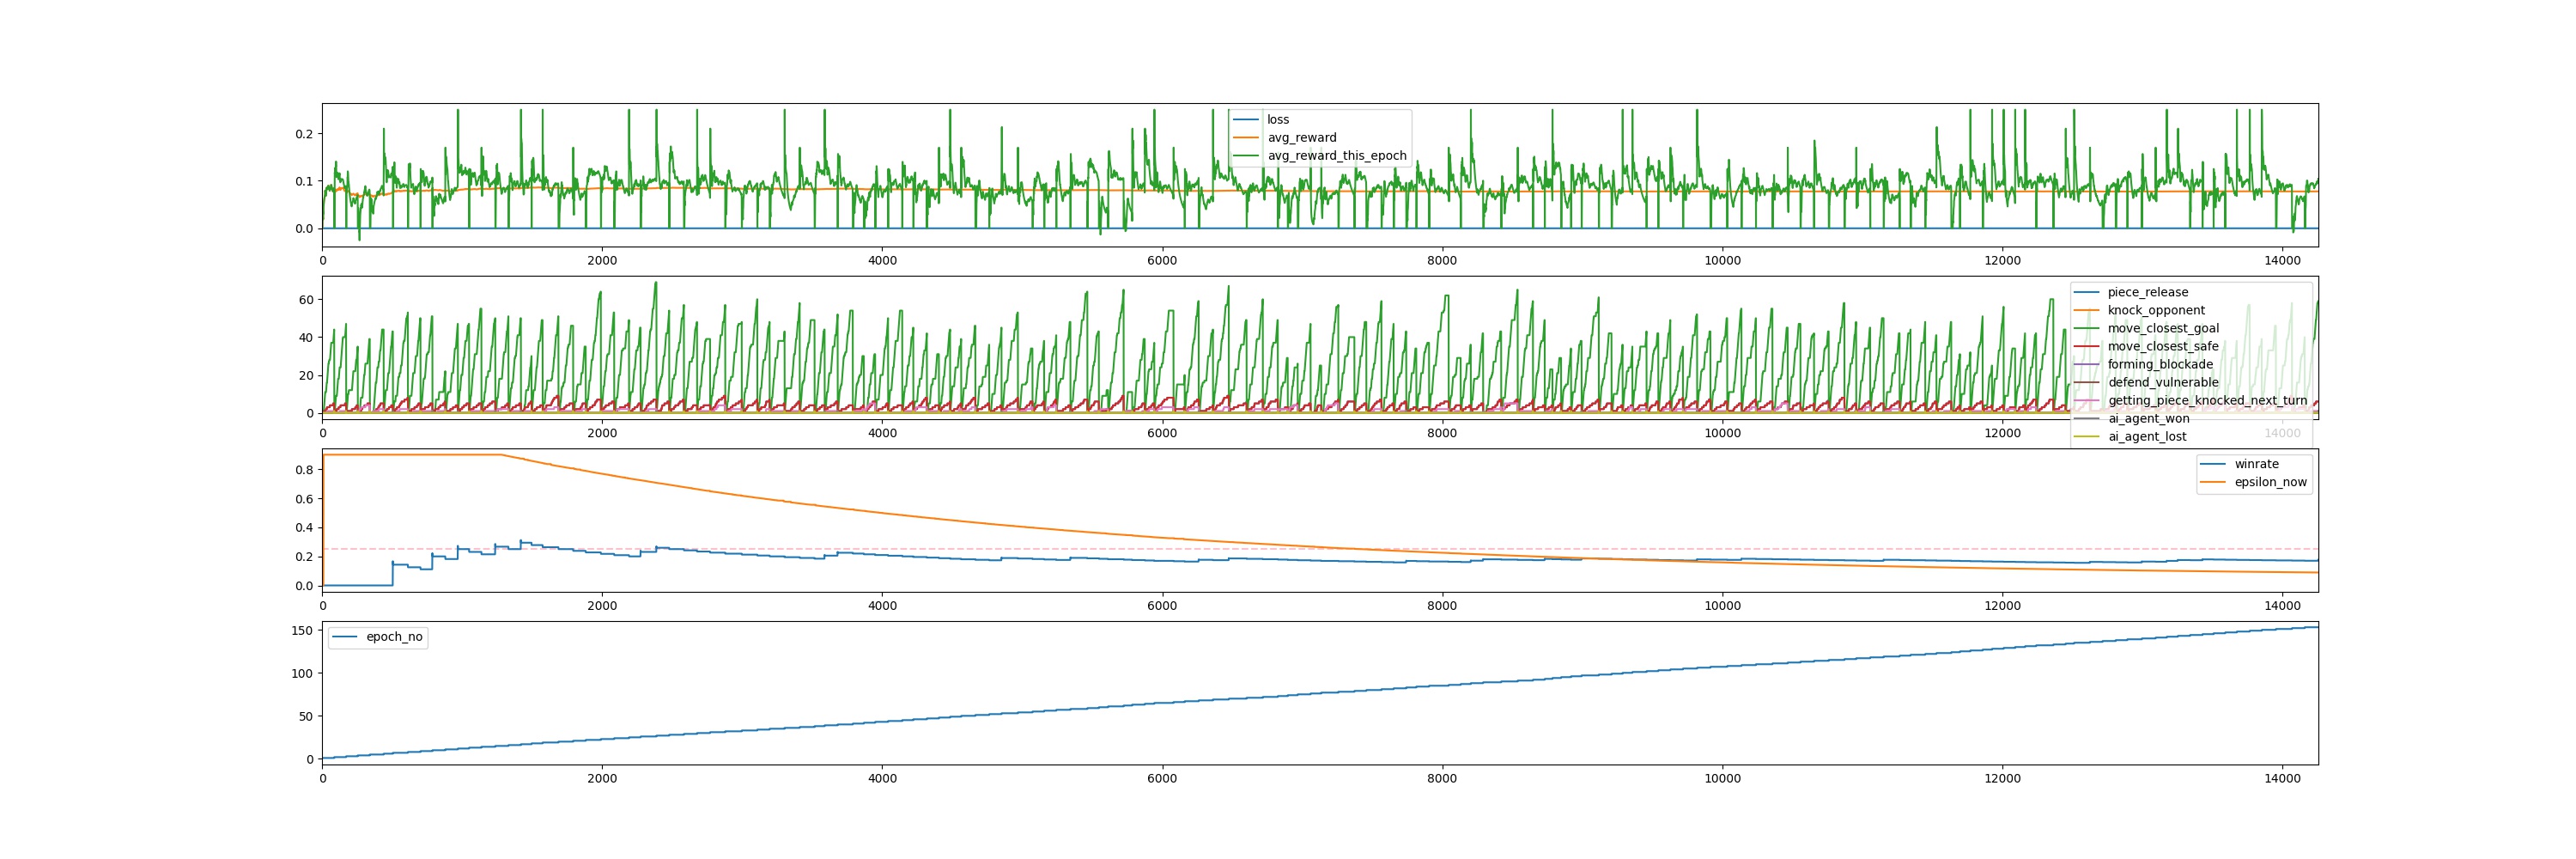 0.2
0.1
0.0
loss
avg_reward
avg_reward_this_epoch
0 2000 4000 6000 8000 10000 12000 14000
60
40
20
0
piece_release
knock_opponent
move_closest_goal
move_closest_safe
forming_blockade
defend_vulnerable
getting_piece_knocked_next_turn
ai_agent_won
ai_agent_lost
0 2000 4000 6000 8000 10000 12000 14000
0.8
0.6
0.4
0.2
0.0
winrate
epsilon_now
0 2000 4000 6000 8000 10000 12000 14000
150
100
50
0
epoch_no
0 2000 4000 6000 8000 10000 12000 14000